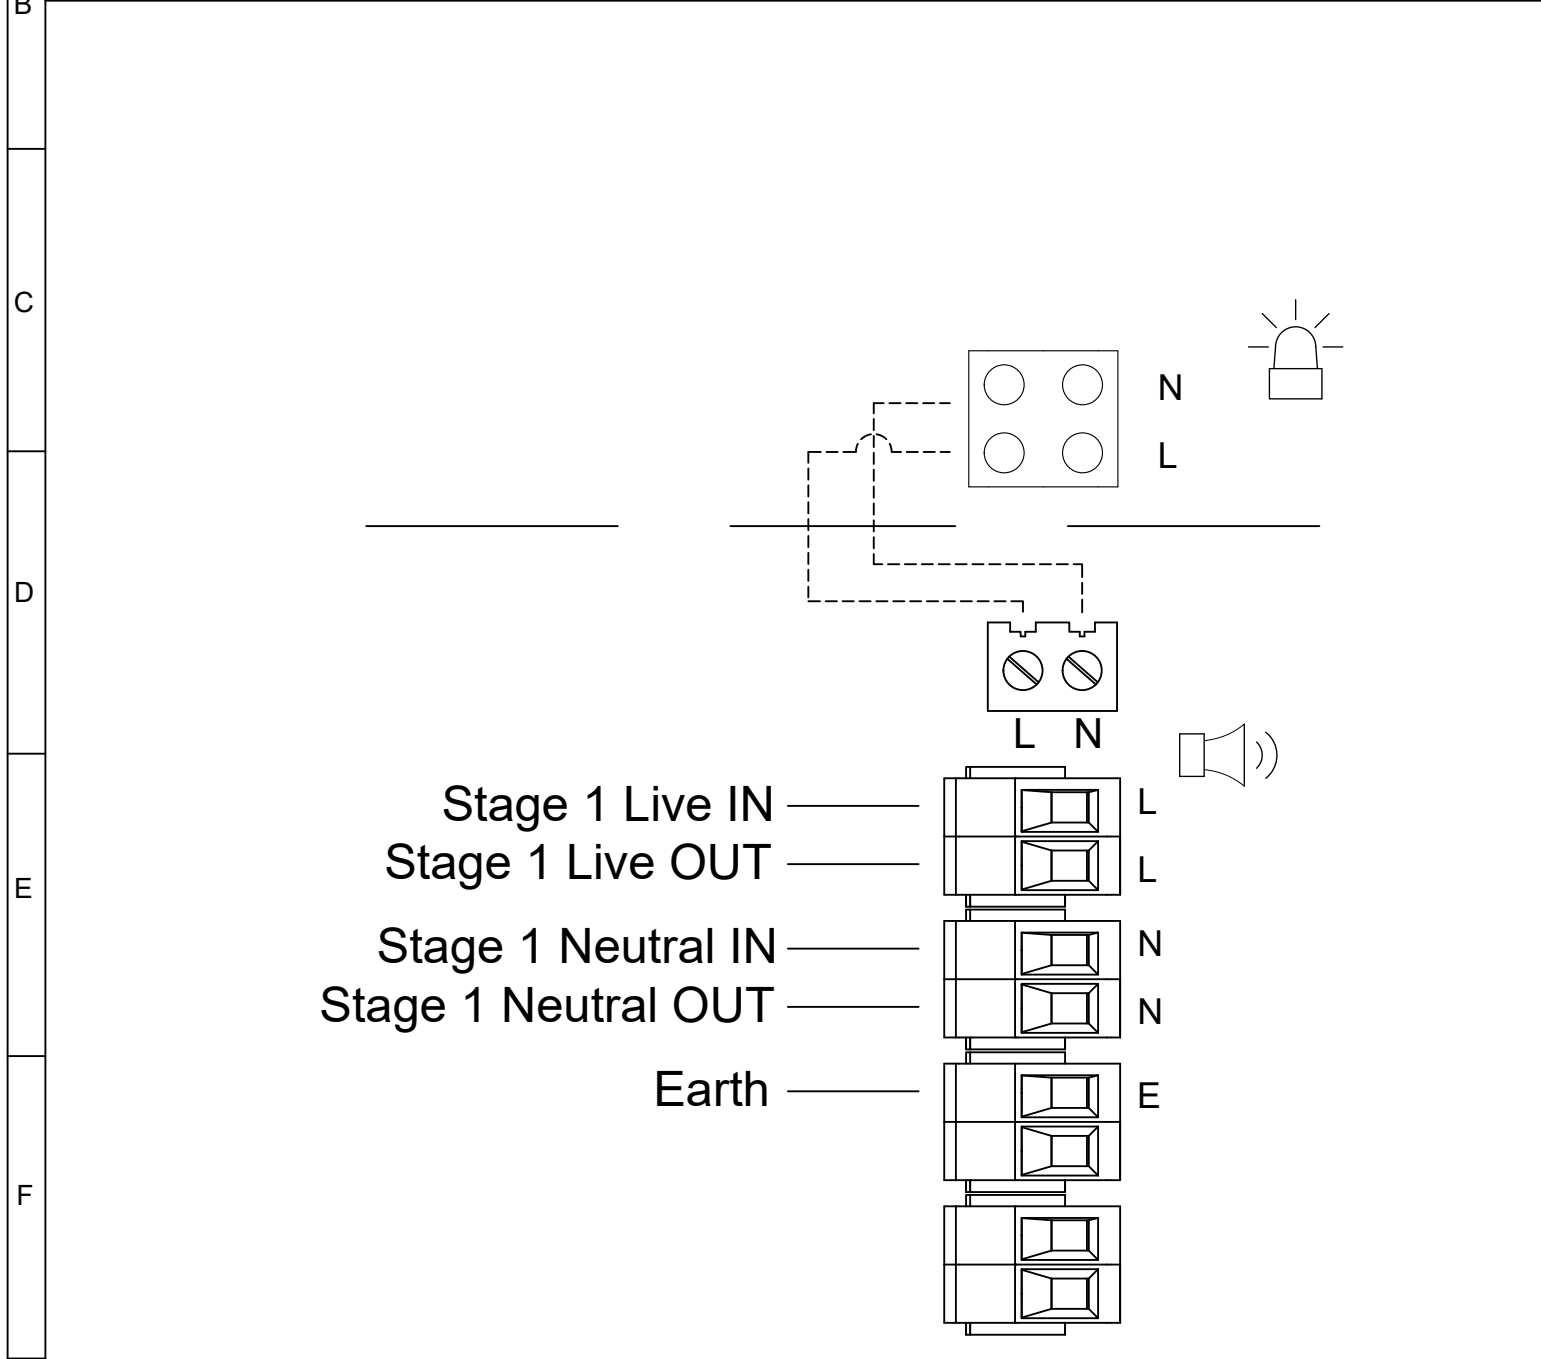 B
C
N
L
D
L N
Stage 1 Live IN L
Stage 1 Live OUT L
E
Stage 1 Neutral IN N
Stage 1 Neutral OUT N
Earth E
F